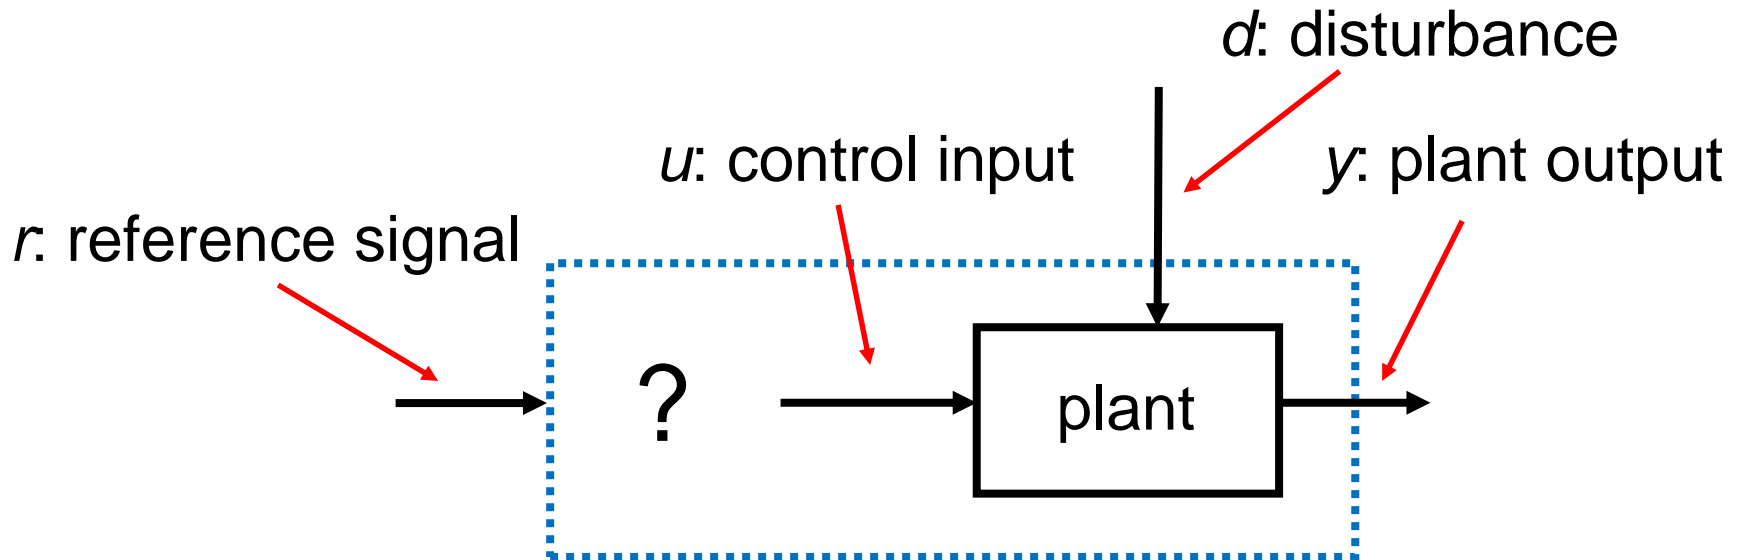 d: disturbance
u: control input
y: plant output
r: reference signal
?
plant